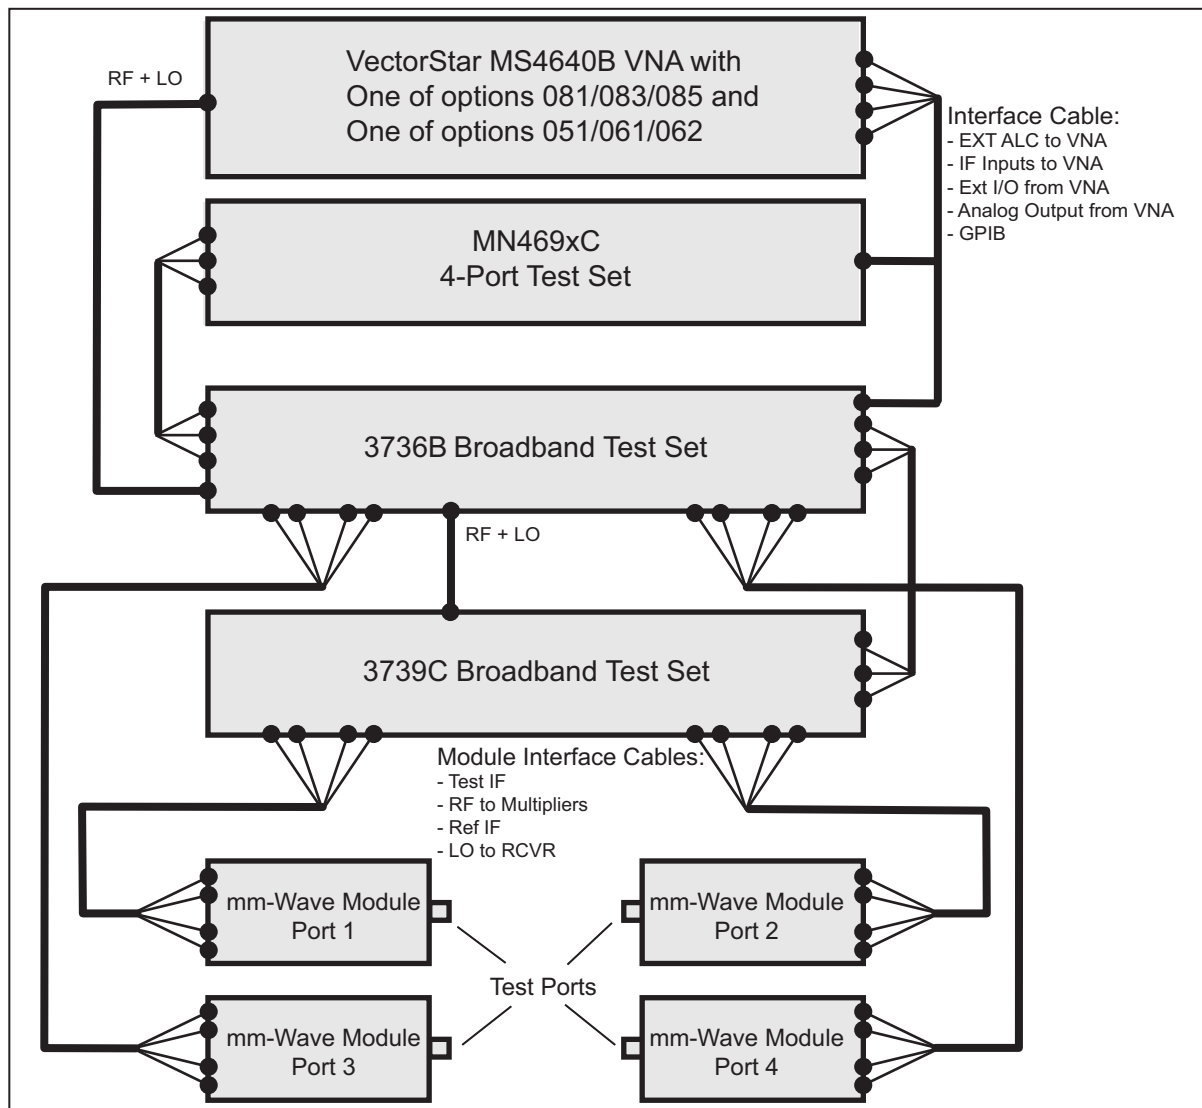 VectorStar MS4640B VNA with
One of options 081/083/085 and
One of options 051/061/062
RF + LO
Interface Cable:
- EXT ALC to VNA
- IF Inputs to VNA
- Ext I/O from VNA
- Analog Output from VNA
- GPIB
MN469xC
4-Port Test Set
3736B Broadband Test Set
RF + LO
3739C Broadband Test Set
Module Interface Cables:
- Test IF
- RF to Multipliers
- Ref IF
- LO to RCVR
mm-Wave Module
Port 1
mm-Wave Module
Port 2
Test Ports
mm-Wave Module
Port 3
mm-Wave Module
Port 4